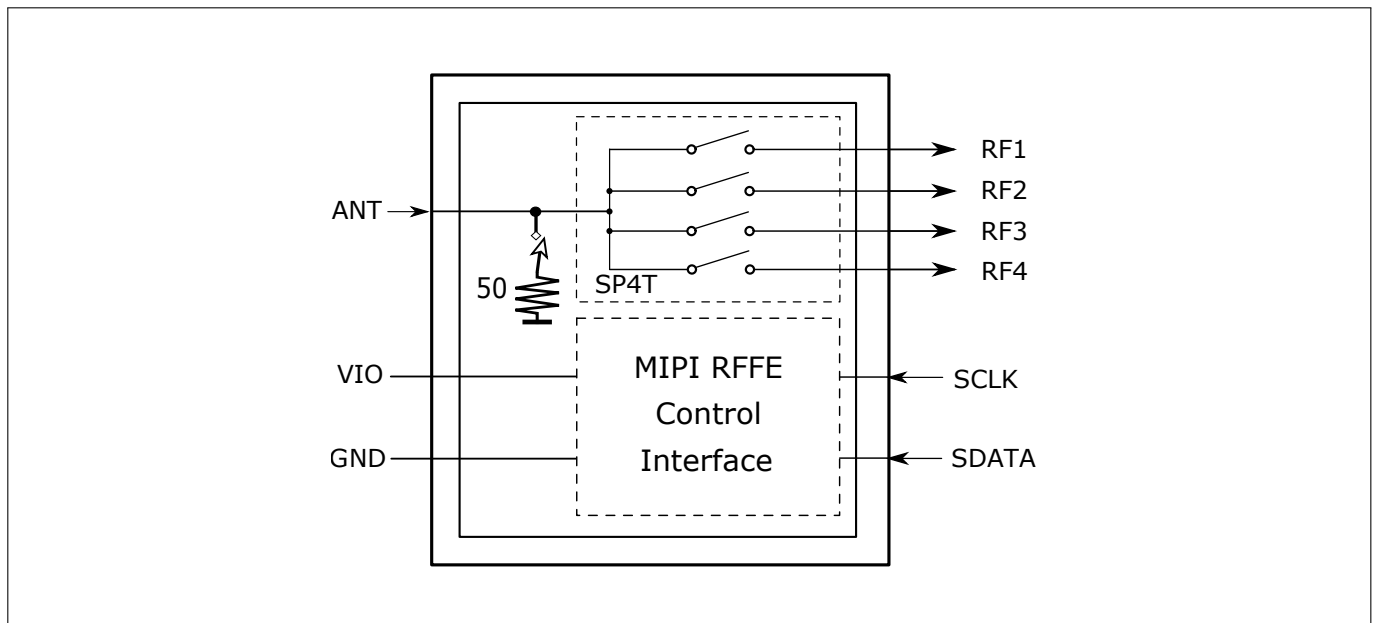 RF1
RF2
ANT
RF3
RF4
SP4T
50
MIPI RFFE
Control
Interface
VIO
SCLK
GND
SDATA